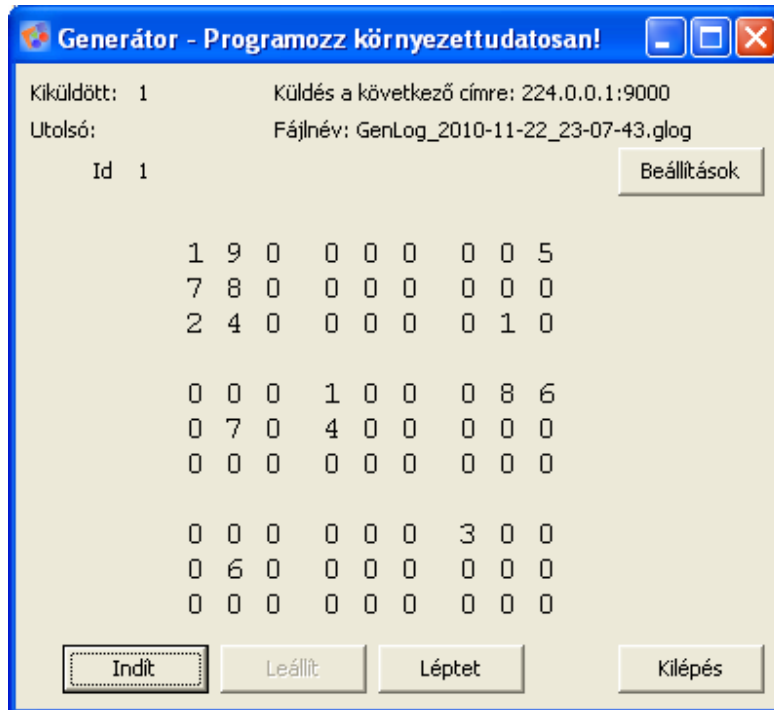 Generátor - Programozz környezettudatosan!
Kiküldött: 1 Küldés a következő címre: 224.0.0.1:9000
Utolsó: Fájlnév: GenLog_2010-11-22_23-07-43.glog
Id 1 Beállítások
1 9 0 0 0 0 0 0 5
7 8 0 0 0 0 0 0 0
2 4 0 0 0 0 0 1 0
0 0 0 1 0 0 0 8 6
0 7 0 4 0 0 0 0 0
0 0 0 0 0 0 0 0 0
0 0 0 0 0 0 3 0 0
0 6 0 0 0 0 0 0 0
0 0 0 0 0 0 0 0 0
Indít Leállít Léptet Kilépés